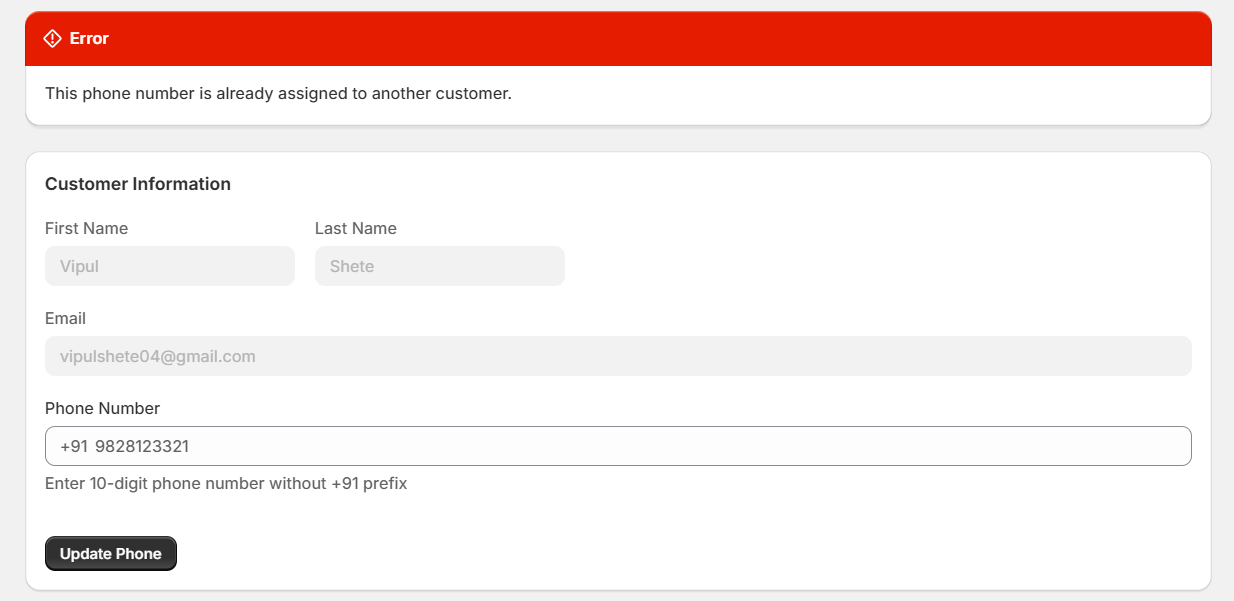 Error
This phone number is already assigned to another customer.
Customer Information
First Name Last Name
Vipul Shete
Email
vipulshete04@gmail.com
Phone Number
+91 9828123321
Enter 10-digit phone number without +91 prefix
Update Phone